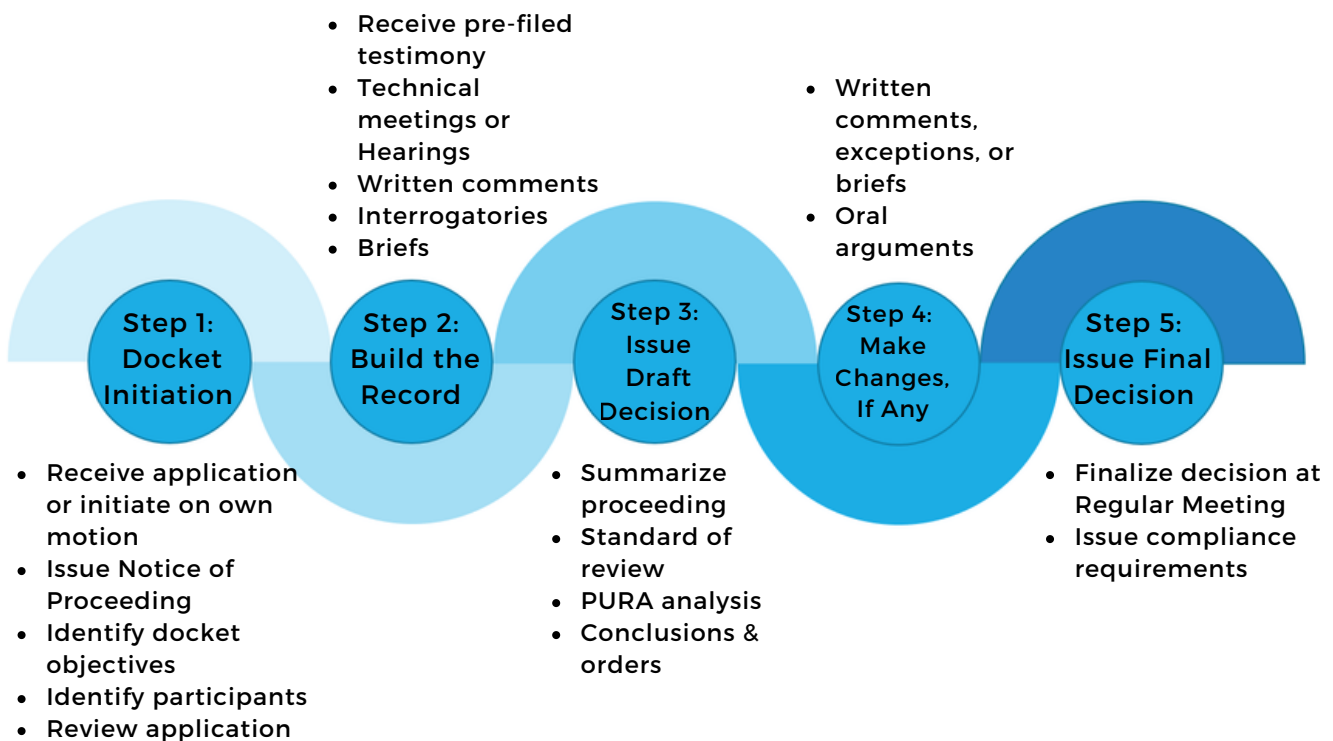 • Receive pre-filed
testimony
• Technical
meetings or
Hearings
• Written comments
• Interrogatories
• Briefs
• Written
comments,
exceptions, or
briefs
• Oral
arguments
Step 1:
Docket
Initiation
Step 2:
Build the
Record
Step 3:
Issue
Draft
Decision
Step 4:
Make
Changes,
If Any
Step 5:
Issue Final
Decision
• Receive application
or initiate on own
motion
• Issue Notice of
Proceeding
• Identify docket
objectives
• Identify participants
• Review application
• Summarize
proceeding
• Standard of
review
• PURA analysis
• Conclusions &
orders
• Finalize decision at
Regular Meeting
• Issue compliance
requirements